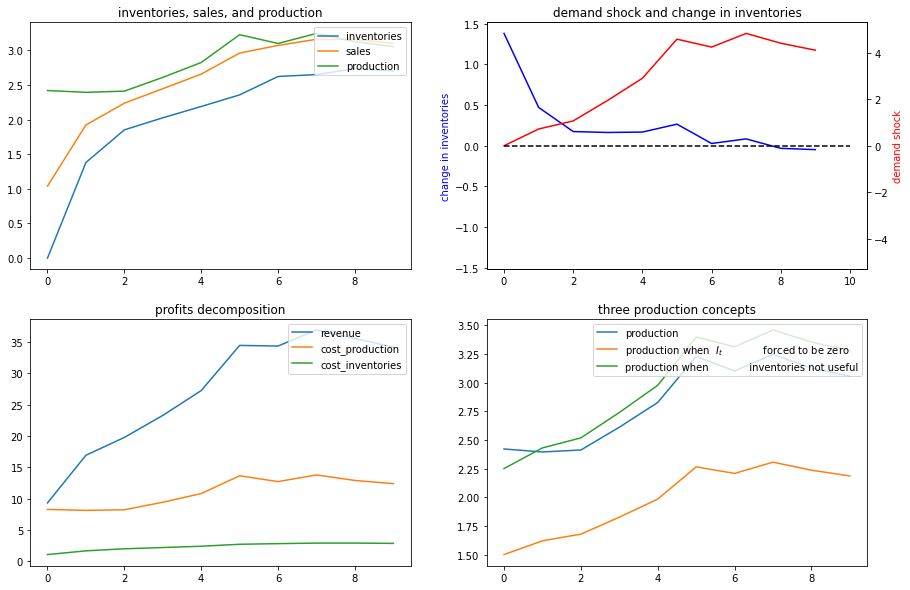 inventories, sales, and production
inventories
sales
production
3.0
2.5
2.0
1.5
1.0
0.5
0.0
0 2 4 6 8
demand shock and change in inventories
change in inventories
1.5
1.0
0.5
0.0
−0.5
−1.0
−1.5
0 2 4 6 8 10
4
2
0
−2
−4
demand shock
profits decomposition
revenue
cost_production
cost_inventories
35
30
25
20
15
10
5
0
0 2 4 6 8
three production concepts
production
production when I_t forced to be zero
production when inventories not useful
3.50
3.25
3.00
2.75
2.50
2.25
2.00
1.75
1.50
0 2 4 6 8